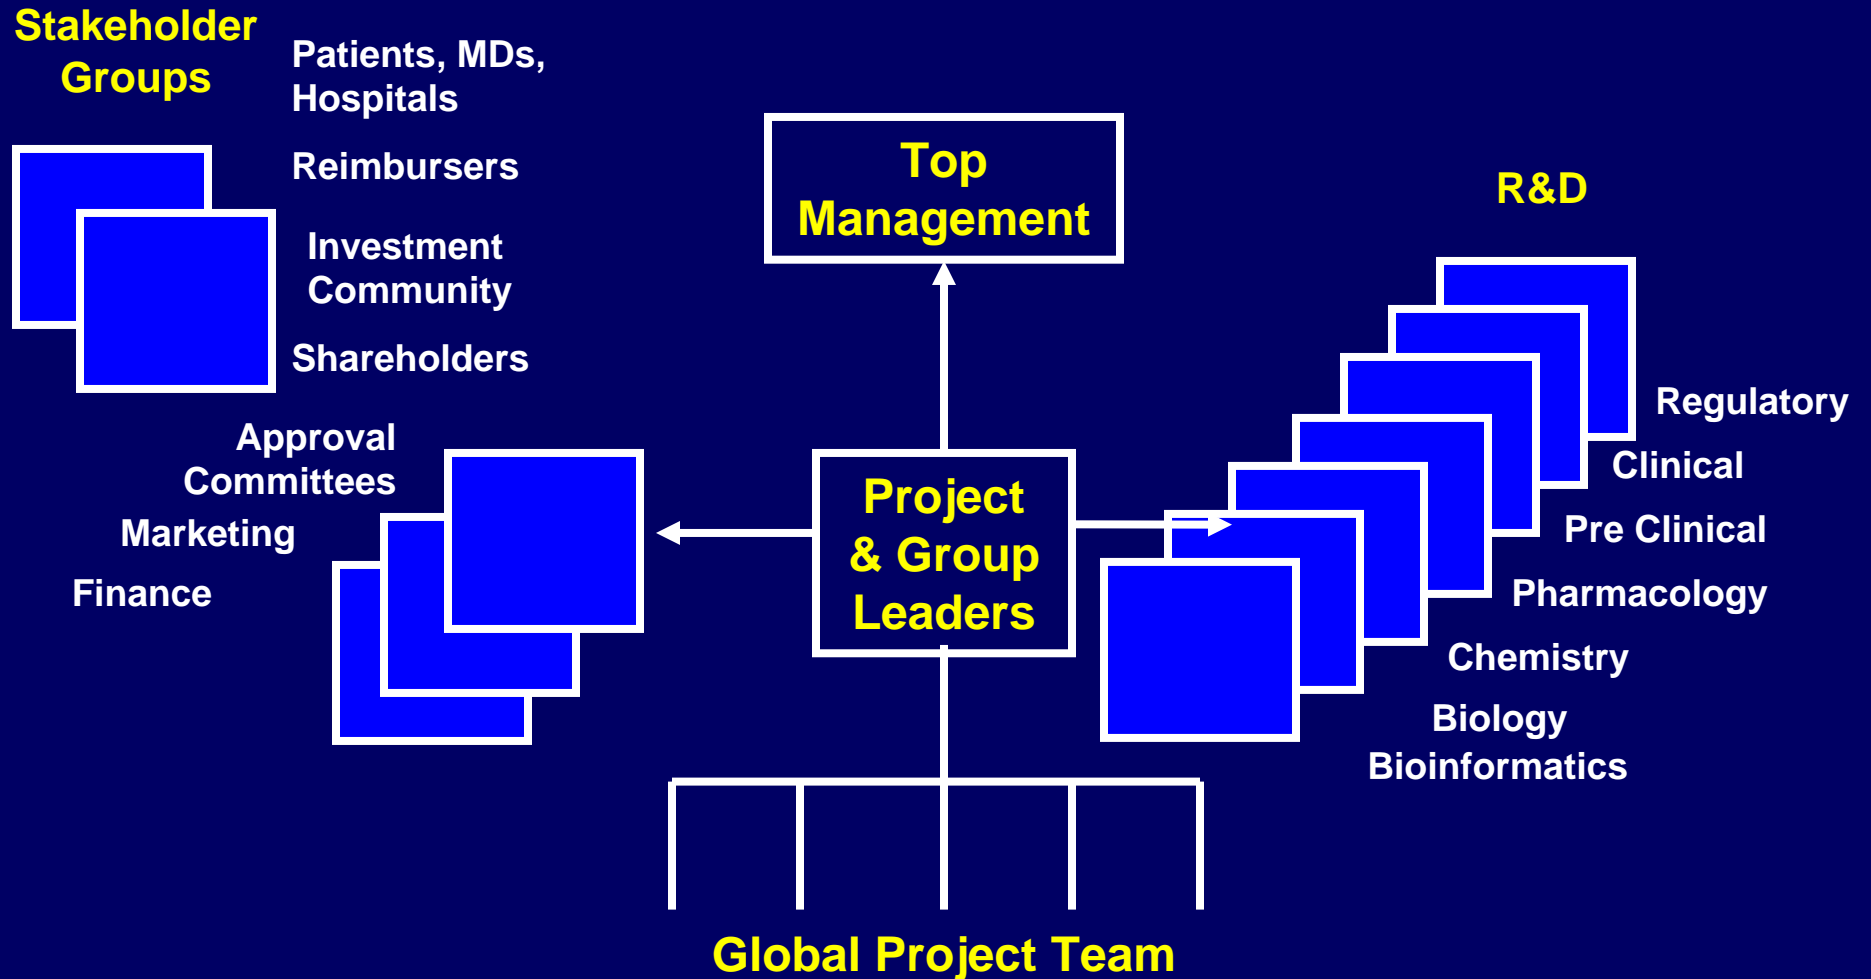 Stakeholder
Groups
Patients, MDs,
Hospitals
Reimbursers
Investment
Community
Shareholders
Top
Management
R&D
Approval
Committees
Marketing
Finance
Project
& Group
Leaders
Regulatory
Clinical
Pre Clinical
Pharmacology
Chemistry
Biology
Bioinformatics
Global Project Team